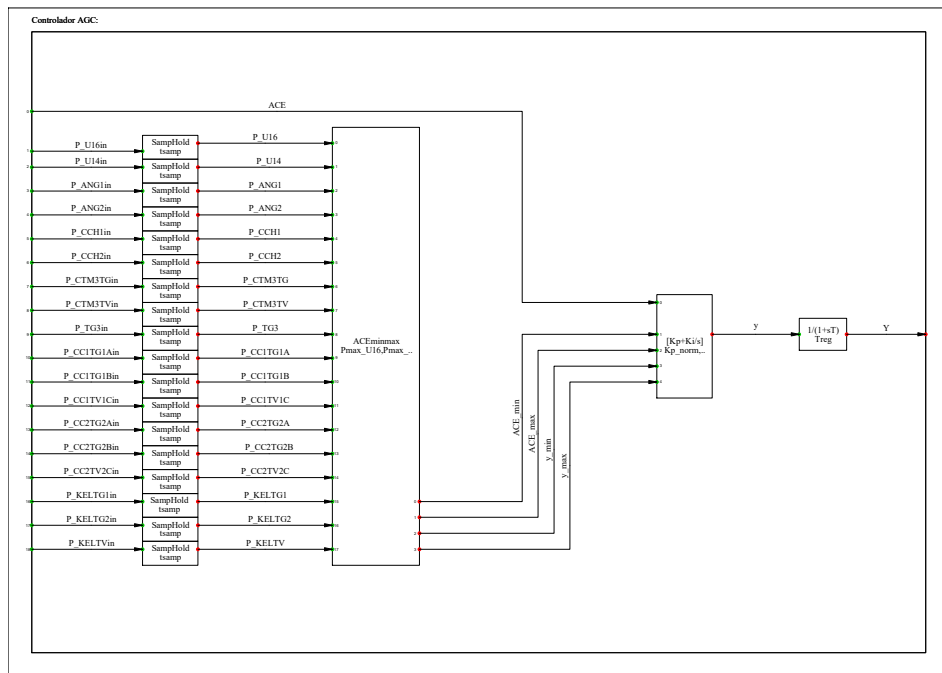 Controlador AGC:
ACE
P_U16in
SampHold
tsamp
P_U16
P_U14in
SampHold
tsamp
P_U14
P_ANG1in
SampHold
tsamp
P_ANG1
P_ANG2in
SampHold
tsamp
P_ANG2
P_CCH1in
SampHold
tsamp
P_CCH1
P_CCH2in
SampHold
tsamp
P_CCH2
P_CTM3TGin
SampHold
tsamp
P_CTM3TG
P_CTM3TVin
SampHold
tsamp
P_CTM3TV
P_TG3in
SampHold
tsamp
P_TG3
P_CC1TG1Ain
SampHold
tsamp
P_CC1TG1A
P_CC1TG1Bin
SampHold
tsamp
P_CC1TG1B
P_CC1TV1Cin
SampHold
tsamp
P_CC1TV1C
P_CC2TG2Ain
SampHold
tsamp
P_CC2TG2A
P_CC2TG2Bin
SampHold
tsamp
P_CC2TG2B
P_CC2TV2Cin
SampHold
tsamp
P_CC2TV2C
P_KELTG1in
SampHold
tsamp
P_KELTG1
P_KELTG2in
SampHold
tsamp
P_KELTG2
P_KELTVin
SampHold
tsamp
P_KELTV
ACEminmax
Pmax_U16,Pmax_..
ACE_min
ACE_max
y_min
y_max
[Kp+Ki/s]
Kp_norm,..
y
1/(1+sT)
Treg
Y